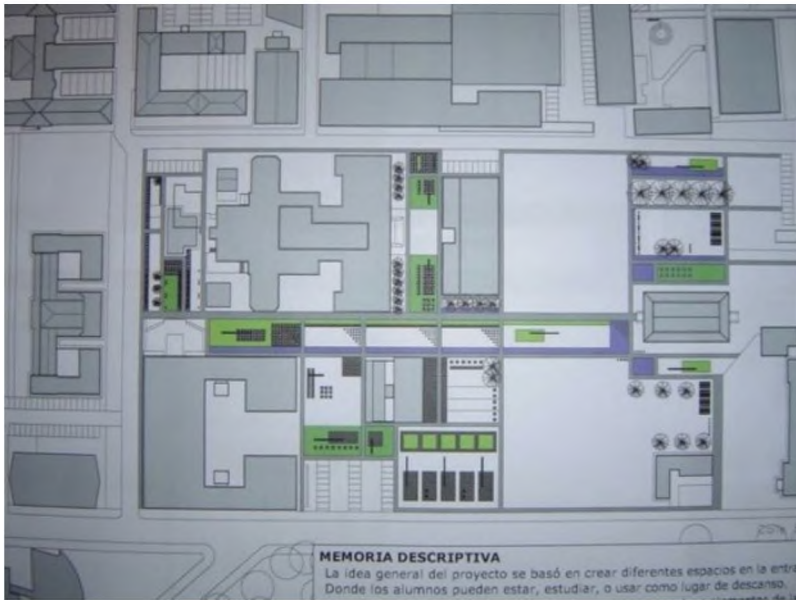 MEMORIA DESCRIPTIVA
La idea general del proyecto se basó en crear diferentes espacios en la entra
Donde los alumnos pueden estar, estudiar, o usar como lugar de descanso.